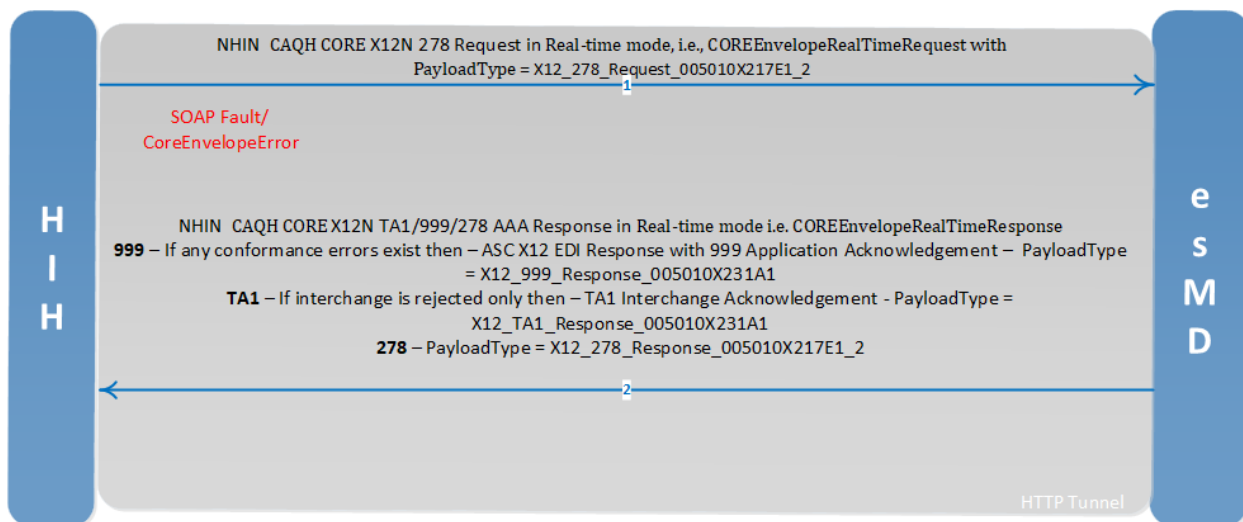 NHIN CAQH CORE X12N 278 Request in Real-time mode, i.e., COREEnvelopeRealTimeRequest with
PayloadType = X12_278_Request_005010X217E1_2
1
SOAP Fault/
CoreEnvelopeError
H
I
H
e
s
M
D
NHIN CAQH CORE X12N TA1/999/278 AAA Response in Real-time mode i.e. COREEnvelopeRealTimeResponse
999 – If any conformance errors exist then – ASC X12 EDI Response with 999 Application Acknowledgement – PayloadType
= X12_999_Response_005010X231A1
TA1 – If interchange is rejected only then – TA1 Interchange Acknowledgement - PayloadType =
X12_TA1_Response_005010X231A1
278 – PayloadType = X12_278_Response_005010X217E1_2
2
HTTP Tunnel